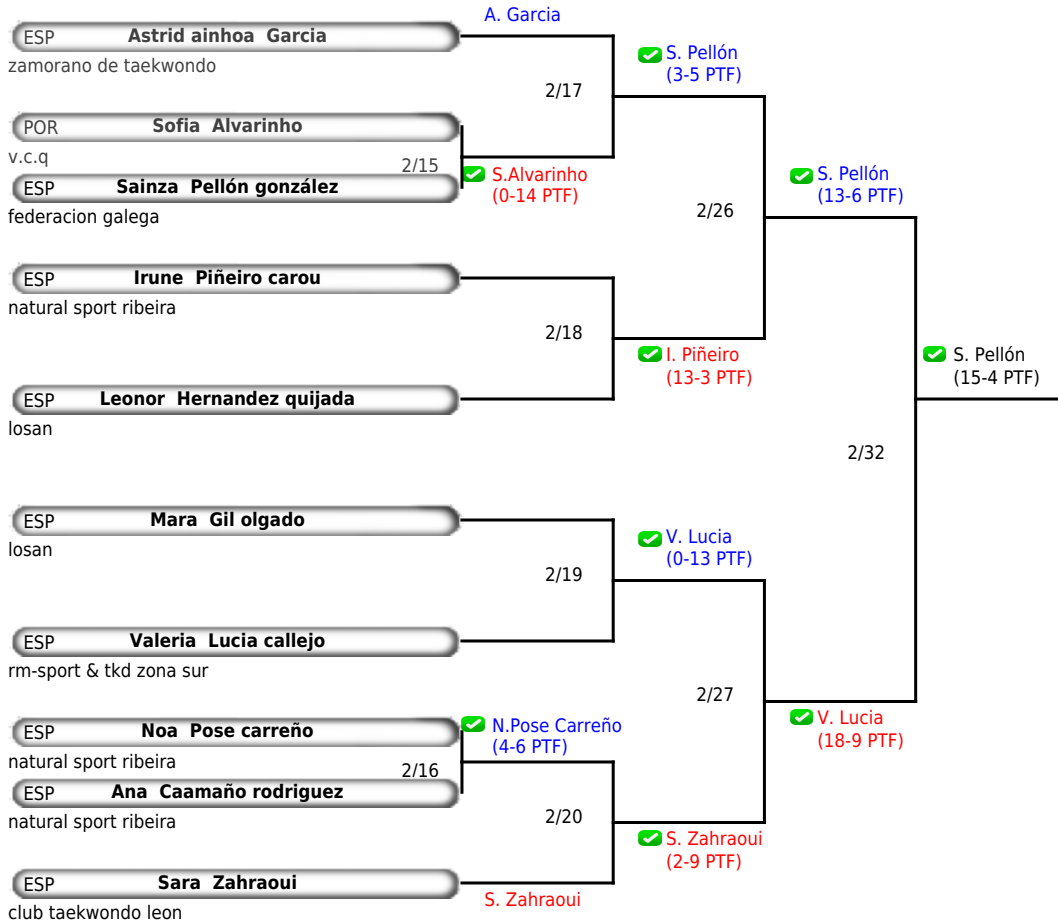 A. Garcia
ESP Astrid ainhoa Garcia
zamorano de taekwondo
S. Pellón
(3-5 PTF)
2/17
POR Sofia Alvarinho
v.c.q
2/15
ESP Sainza Pellón gonzález
federacion galega
S.Alvarinho
(0-14 PTF)
S. Pellón
(13-6 PTF)
2/26
ESP Irune Piñeiro carou
natural sport ribeira
2/18
I. Piñeiro
(13-3 PTF)
S. Pellón
(15-4 PTF)
ESP Leonor Hernandez quijada
losan
2/32
ESP Mara Gil olgado
losan
V. Lucia
(0-13 PTF)
2/19
ESP Valeria Lucia callejo
rm-sport & tkd zona sur
2/27
V. Lucia
(18-9 PTF)
ESP Noa Pose carreño
natural sport ribeira
N.Pose Carreño
(4-6 PTF)
2/16
ESP Ana Caamaño rodriguez
natural sport ribeira
2/20
S. Zahraoui
(2-9 PTF)
ESP Sara Zahraoui
club taekwondo leon
S. Zahraoui